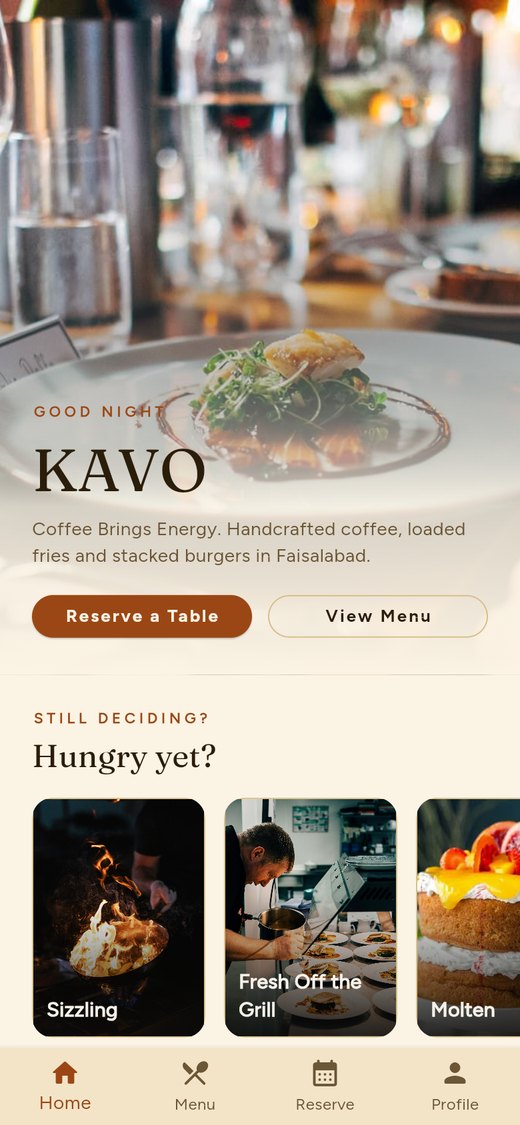 GOOD NIGHT
KAVO
Coffee Brings Energy. Handcrafted coffee, loaded
fries and stacked burgers in Faisalabad.
Reserve a Table
View Menu
STILL DECIDING?
Hungry yet?
Sizzling
Fresh Off the
Grill
Molten
Home
Menu
Reserve
Profile